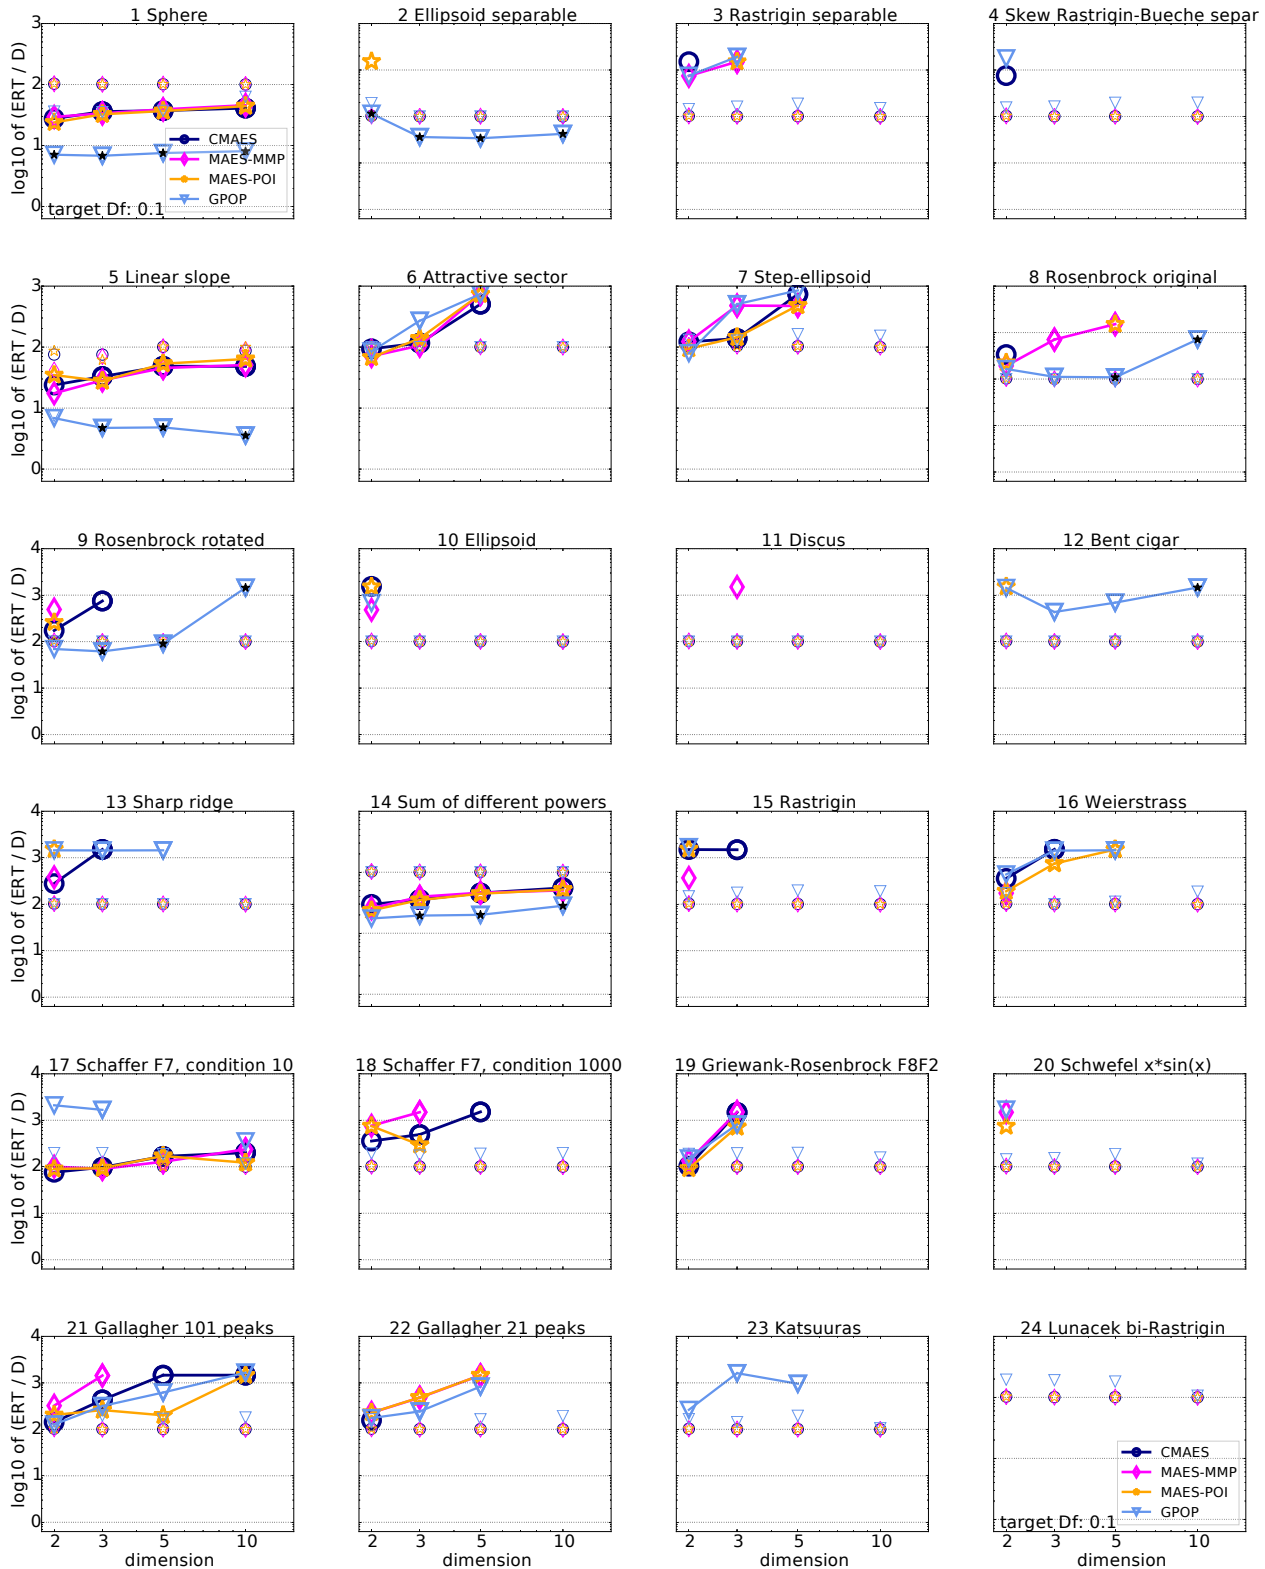 1 Sphere
2 Ellipsoid separable
3 Rastrigin separable
4 Skew Rastrigin-Bueche separ
log10 of (ERT / D)
3
2
1
0
CMAES
MAES-MMP
MAES-POI
GPOP
target Df: 0.1
5 Linear slope
6 Attractive sector
7 Step-ellipsoid
8 Rosenbrock original
log10 of (ERT / D)
3
2
1
0
9 Rosenbrock rotated
10 Ellipsoid
11 Discus
12 Bent cigar
log10 of (ERT / D)
4
3
2
1
0
13 Sharp ridge
14 Sum of different powers
15 Rastrigin
16 Weierstrass
log10 of (ERT / D)
4
3
2
1
0
17 Schaffer F7, condition 10
18 Schaffer F7, condition 1000
19 Griewank-Rosenbrock F8F2
20 Schwefel x*sin(x)
log10 of (ERT / D)
4
3
2
1
0
21 Gallagher 101 peaks
22 Gallagher 21 peaks
23 Katsuuras
24 Lunacek bi-Rastrigin
log10 of (ERT / D)
4
3
2
1
0
CMAES
MAES-MMP
MAES-POI
GPOP
target Df: 0.1
2 3 5 10
2 3 5 10
2 3 5 10
2 3 5 10
dimension
dimension
dimension
dimension